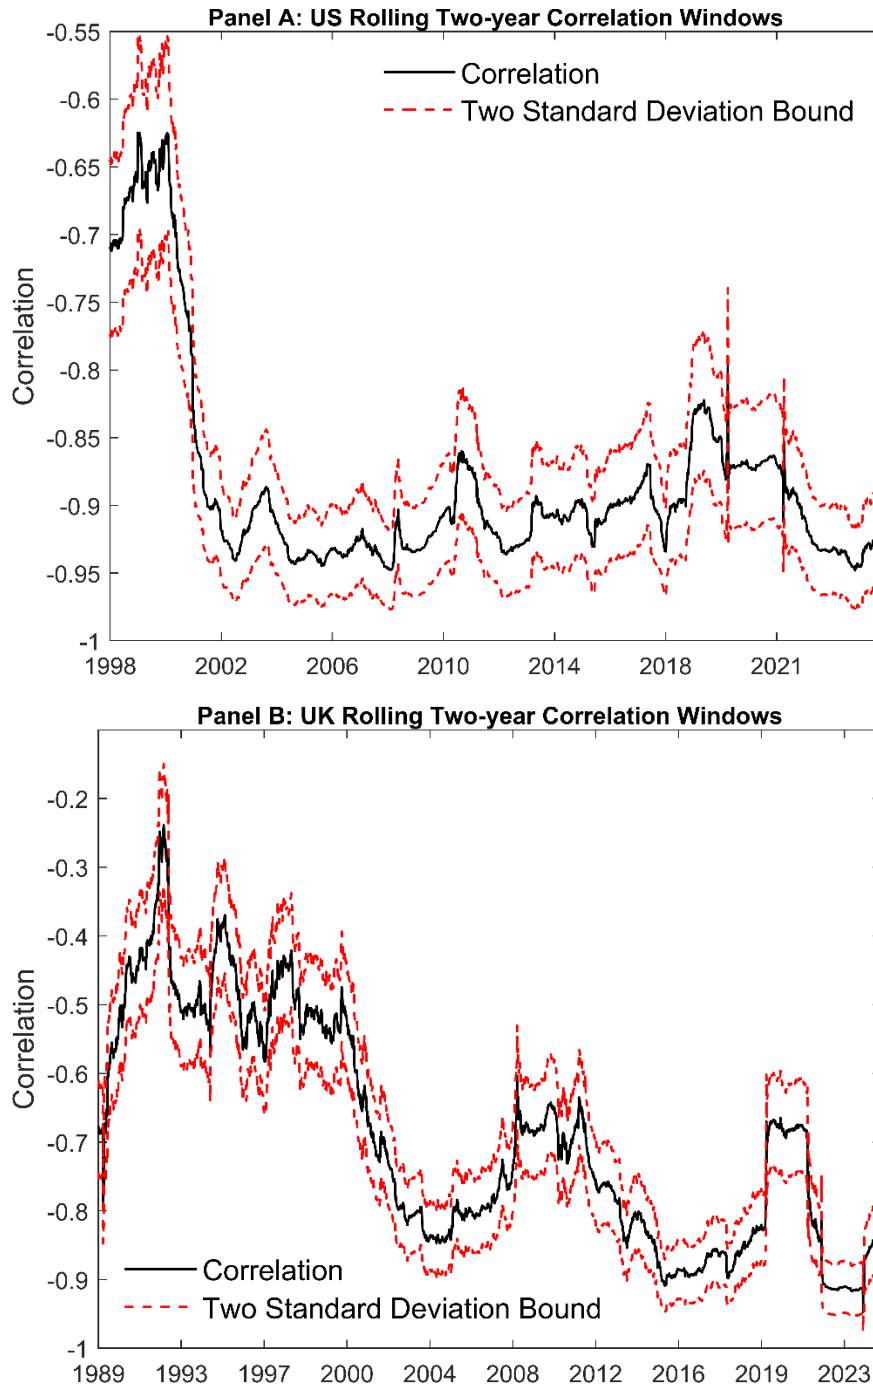 Panel A: US Rolling Two-year Correlation Windows
-0.55
-0.6
-0.65
-0.7
-0.75
-0.8
-0.85
-0.9
-0.95
-1
Correlation
Correlation
Two Standard Deviation Bound
1998 2002 2006 2010 2014 2018 2021
Panel B: UK Rolling Two-year Correlation Windows
-0.2
-0.3
-0.4
-0.5
-0.6
-0.7
-0.8
-0.9
-1
Correlation
Correlation
Two Standard Deviation Bound
1989 1993 1997 2000 2004 2008 2012 2016 2019 2023